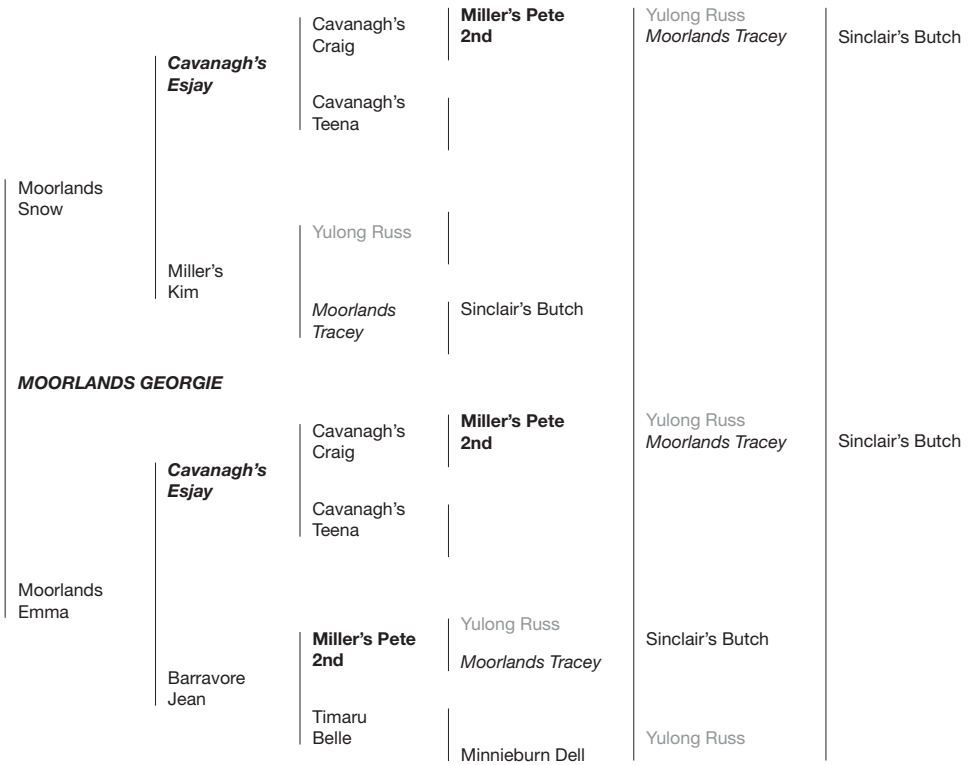 Cavanagh's
Craig
Miller's Pete
2nd
Yulong Russ
Moorlands Tracey
Sinclair's Butch
Cavanagh's
Esjay
Cavanagh's
Teena
Moorlands
Snow
Yulong Russ
Miller's
Kim
Moorlands
Tracey
Sinclair's Butch
MOORLANDS GEORGIE
Cavanagh's
Craig
Miller's Pete
2nd
Yulong Russ
Moorlands Tracey
Sinclair's Butch
Cavanagh's
Esjay
Cavanagh's
Teena
Moorlands
Emma
Miller's Pete
2nd
Yulong Russ
Moorlands Tracey
Sinclair's Butch
Barravore
Jean
Timaru
Belle
Minnieburn Dell
Yulong Russ